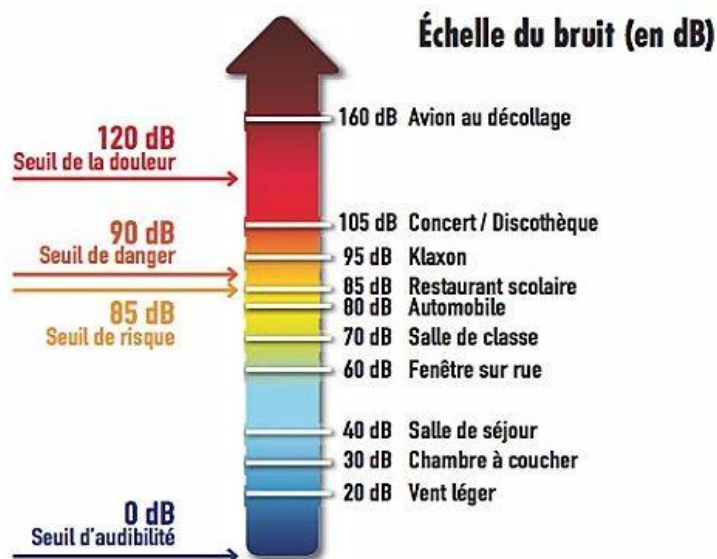 Échelle du bruit (en dB)
160 dB Avion au décollage
120 dB
Seuil de la douleur
105 dB Concert / Discothèque
90 dB
Seuil de danger
95 dB Klaxon
85 dB Restaurant scolaire
85 dB
Seuil de risque
80 dB Automobile
70 dB Salle de classe
60 dB Fenêtre sur rue
40 dB Salle de séjour
30 dB Chambre à coucher
20 dB Vent léger
0 dB
Seuil d'audibilité